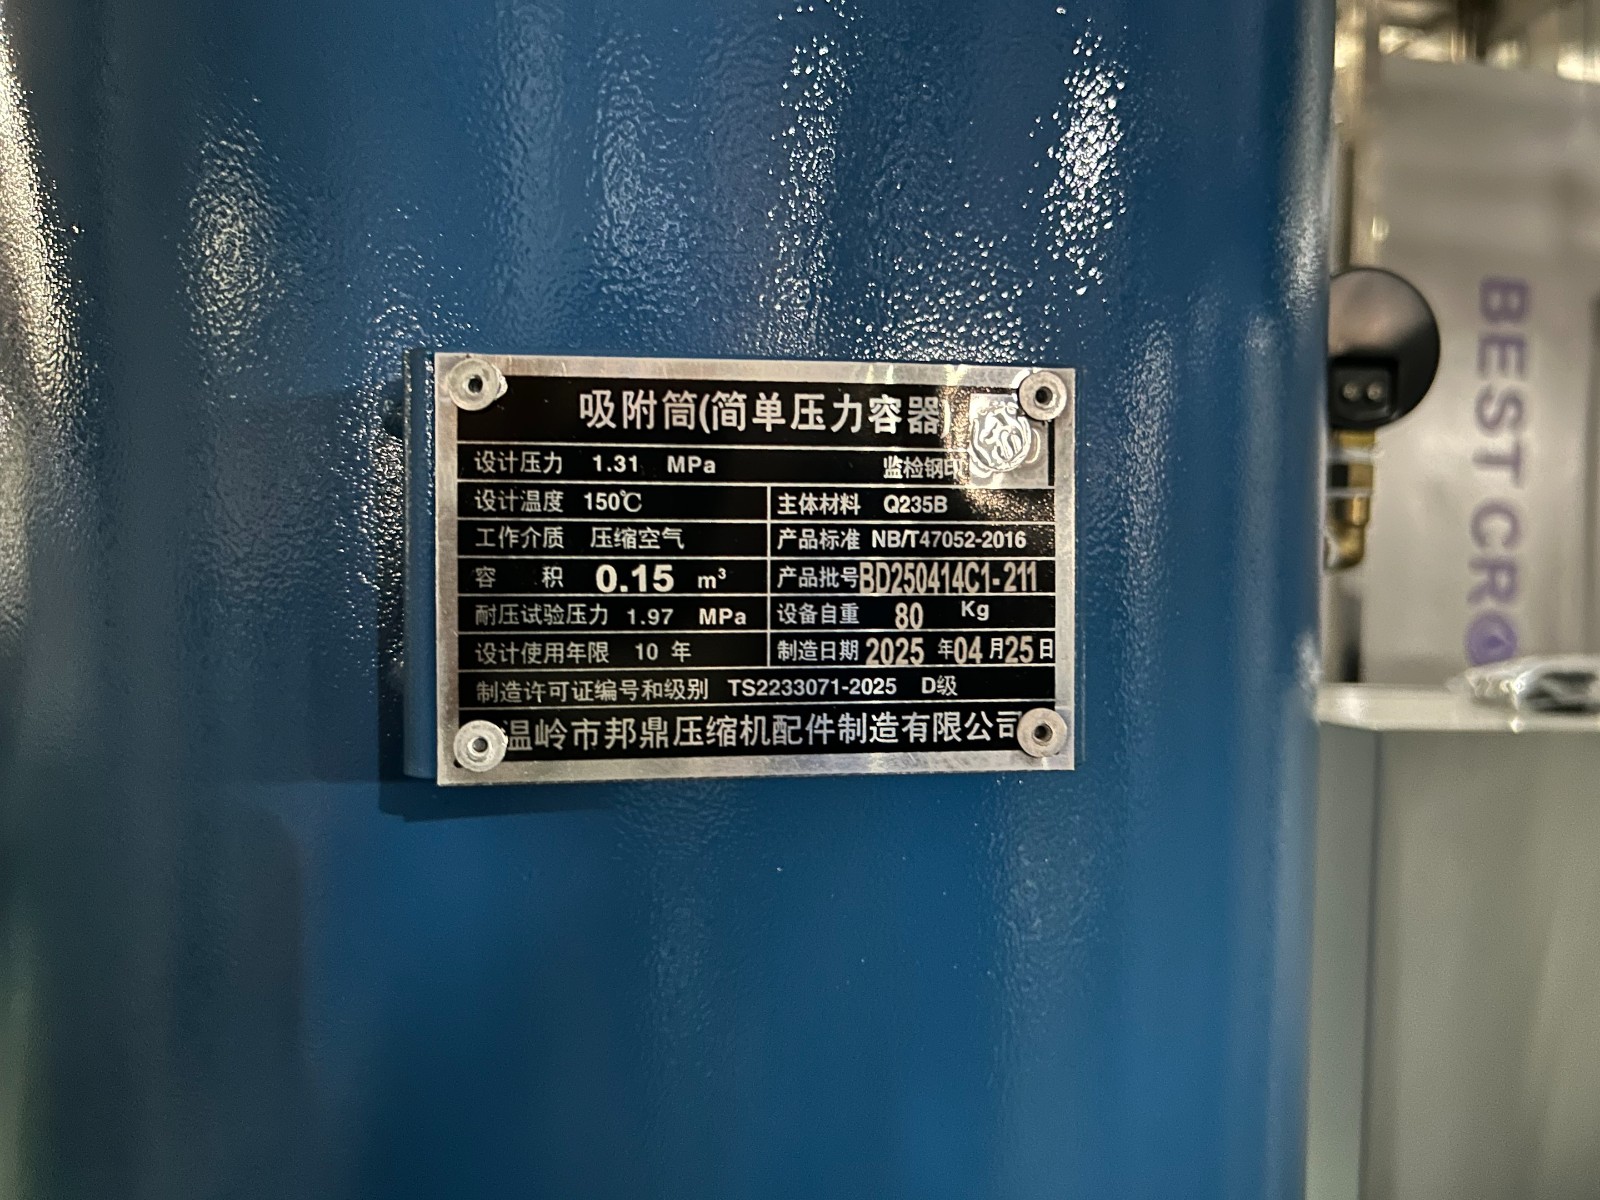 吸附筒(简单压力容器)
设计压力 1.31 MPa 监检钢印
设计温度 150℃ 主体材料 Q235B
工作介质 压缩空气 产品标准 NB/T47052-2016
容 积 0.15 m³ 产品批号 BD250414C1-211
耐压试验压力 1.97 MPa 设备自重 80 Kg
设计使用年限 10 年 制造日期 2025 年 04 月 25 日
制造许可证编号和级别 TS2233071-2025 D级
温岭市邦鼎压缩机配件制造有限公司
BEST CR